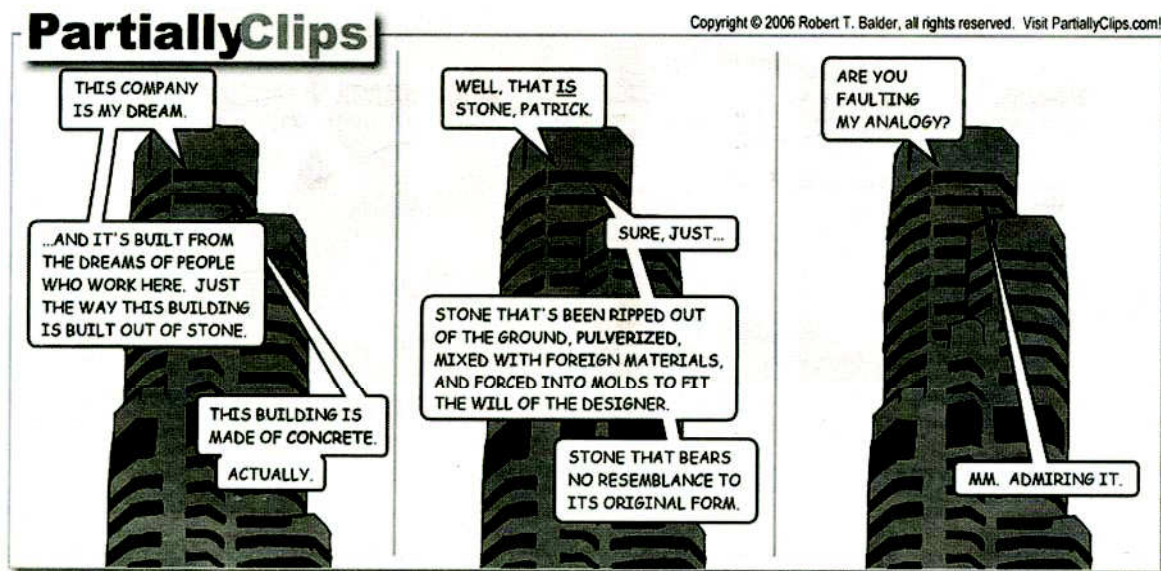 PartiallyClips
Copyright © 2006 Robert T. Balder, all rights reserved. Visit PartiallyClips.com!
THIS COMPANY
IS MY DREAM.
...AND IT'S BUILT FROM
THE DREAMS OF PEOPLE
WHO WORK HERE. JUST
THE WAY THIS BUILDING
IS BUILT OUT OF STONE.
THIS BUILDING IS
MADE OF CONCRETE.
ACTUALLY.
WELL, THAT IS
STONE, PATRICK.
SURE, JUST...
STONE THAT'S BEEN RIPPED OUT
OF THE GROUND, PULVERIZED,
MIXED WITH FOREIGN MATERIALS,
AND FORCED INTO MOLDS TO FIT
THE WILL OF THE DESIGNER.
STONE THAT BEARS
NO RESEMBLANCE TO
ITS ORIGINAL FORM.
ARE YOU
FAULTING
MY ANALOGY?
MM. ADMIRING IT.